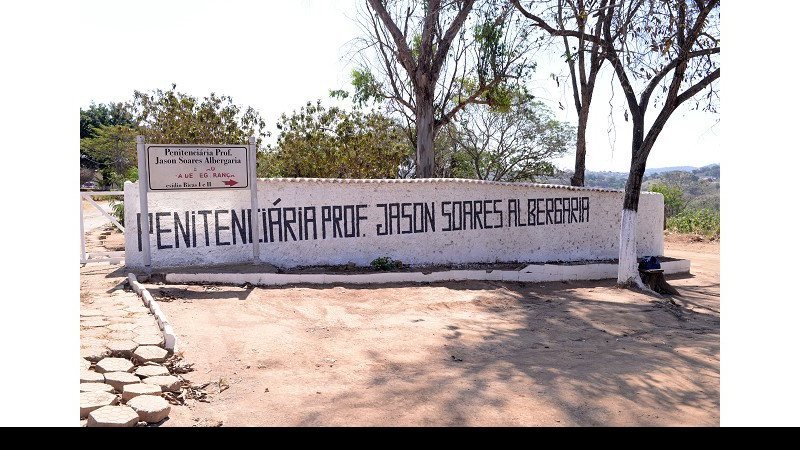 Penitenciária Prof.
Jason Soares Albergaria
PENITENCIÁRIA PROF JASON SOARES ALBERGARIA